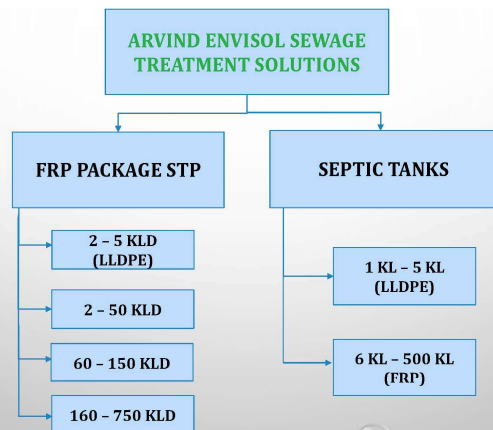 ARVIND ENVISOL SEWAGE
TREATMENT SOLUTIONS
FRP PACKAGE STP
SEPTIC TANKS
2 – 5 KLD
(LLDPE)
2 – 50 KLD
60 – 150 KLD
160 – 750 KLD
1 KL – 5 KL
(LLDPE)
6 KL – 500 KL
(FRP)